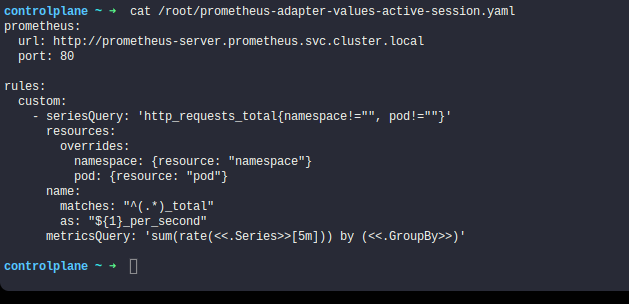 controlplane ~ ➜  cat /root/prometheus-adapter-values-active-session.yaml
prometheus:
  url: http://prometheus-server.prometheus.svc.cluster.local
  port: 80

rules:
  custom:
    - seriesQuery: 'http_requests_total{namespace!="", pod!=""}'
      resources:
        overrides:
          namespace: {resource: "namespace"}
          pod: {resource: "pod"}
      name:
        matches: "^(.*)_total"
        as: "${1}_per_second"
      metricsQuery: 'sum(rate(<<.Series>>[5m])) by (<<.GroupBy>>)'

controlplane ~ ➜